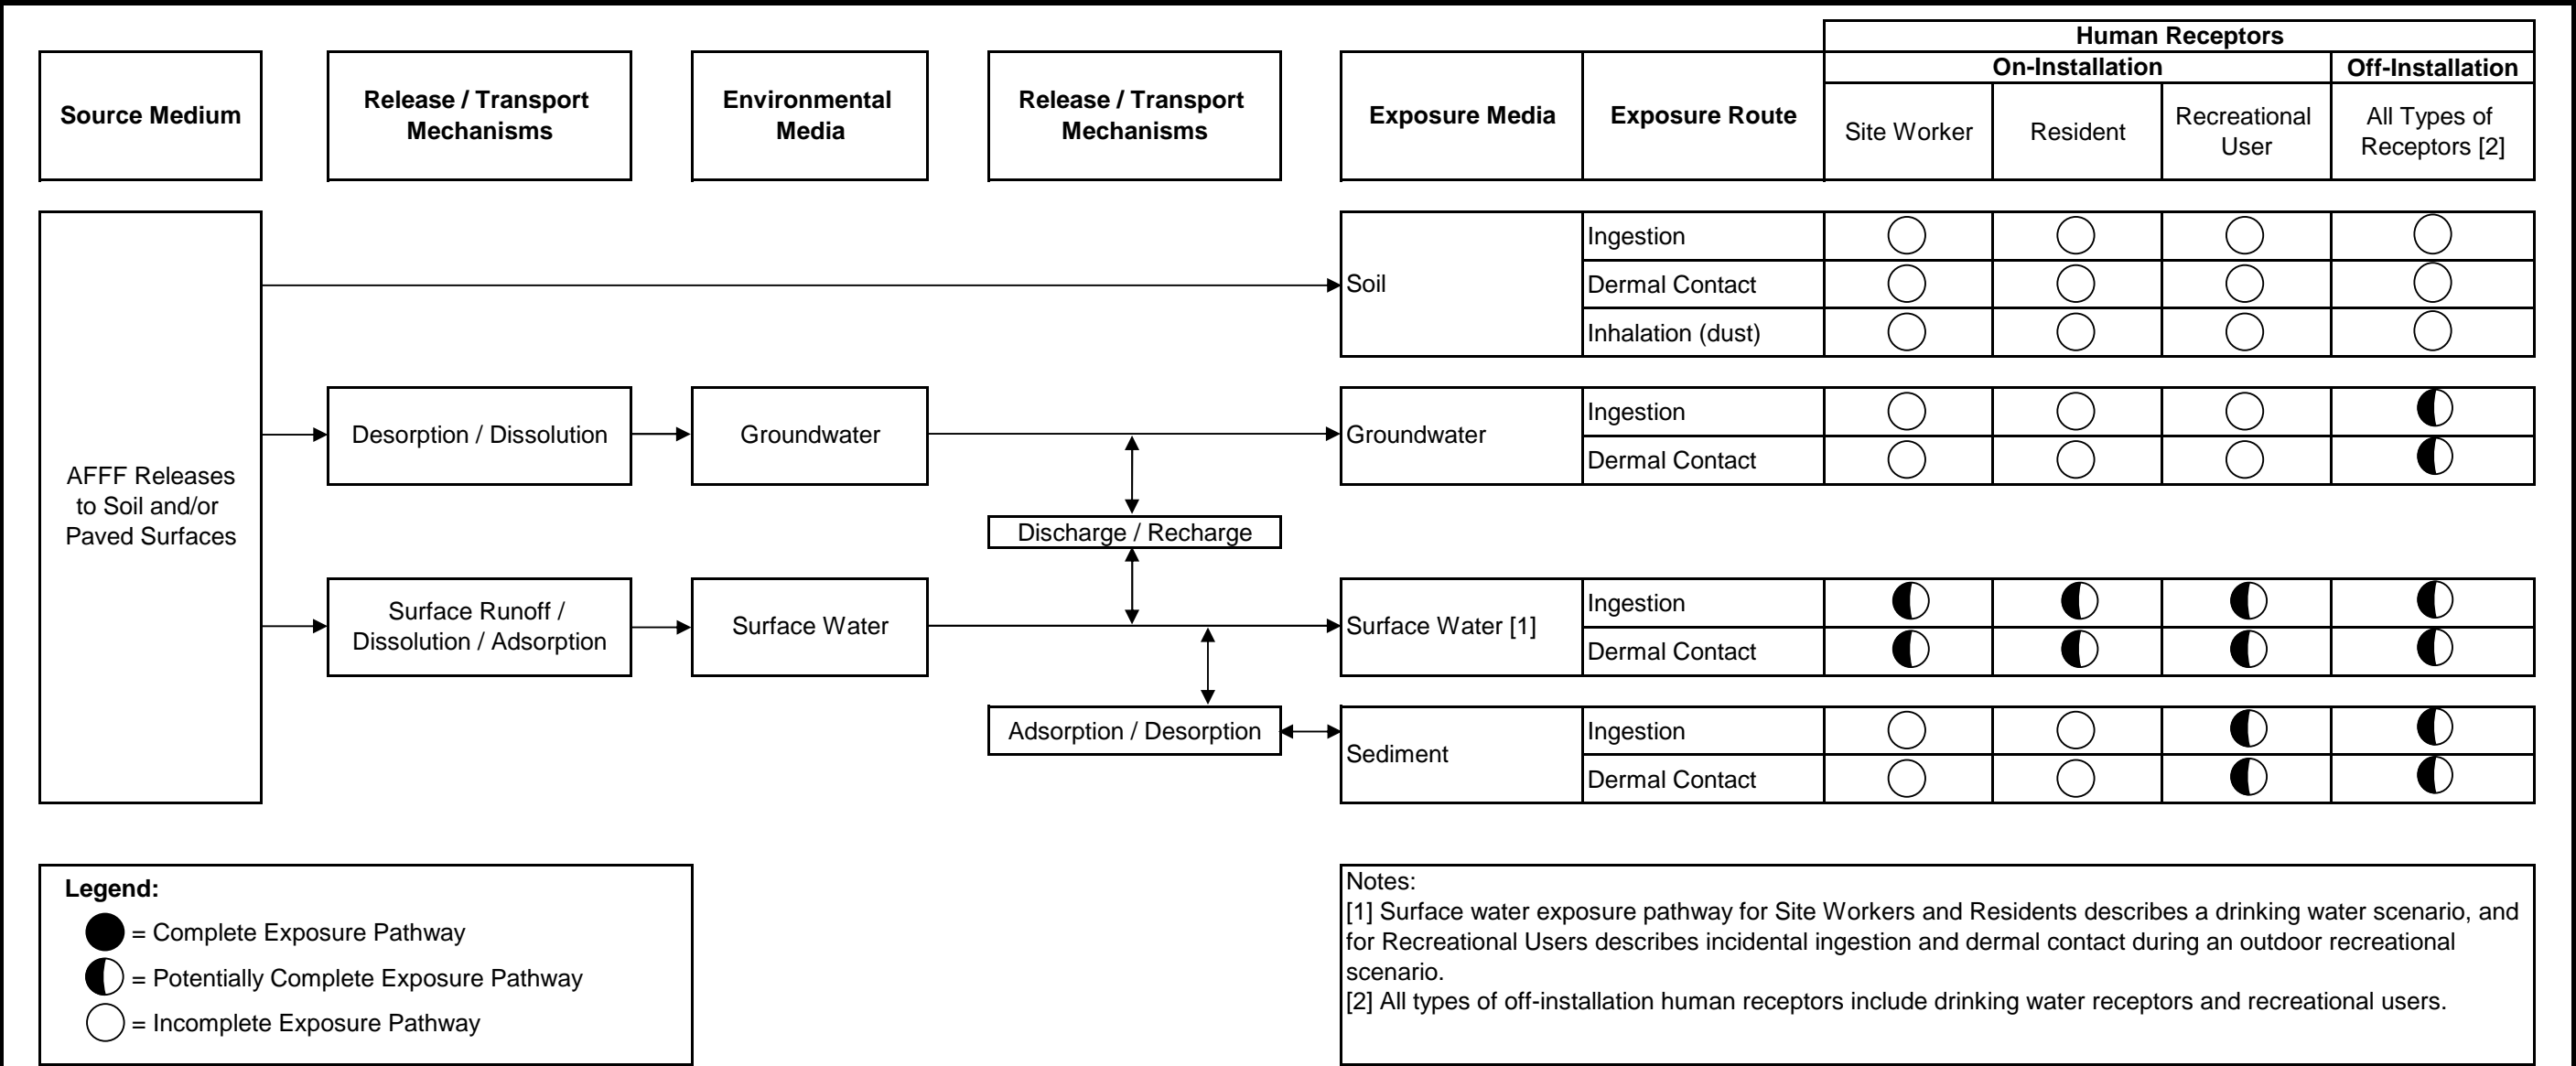 Human Receptors
On-Installation
Off-Installation
Source Medium
Release / Transport
Mechanisms
Environmental
Media
Release / Transport
Mechanisms
Exposure Media
Exposure Route
Site Worker
Resident
Recreational
User
All Types of
Receptors [2]
AFFF Releases
to Soil and/or
Paved Surfaces
Soil
Ingestion
Dermal Contact
Inhalation (dust)
Desorption / Dissolution
Groundwater
Groundwater
Ingestion
Dermal Contact
Discharge / Recharge
Surface Runoff /
Dissolution / Adsorption
Surface Water
Surface Water [1]
Ingestion
Dermal Contact
Adsorption / Desorption
Sediment
Ingestion
Dermal Contact
Legend:
= Complete Exposure Pathway
= Potentially Complete Exposure Pathway
= Incomplete Exposure Pathway
Notes:
[1] Surface water exposure pathway for Site Workers and Residents describes a drinking water scenario, and
for Recreational Users describes incidental ingestion and dermal contact during an outdoor recreational
scenario.
[2] All types of off-installation human receptors include drinking water receptors and recreational users.